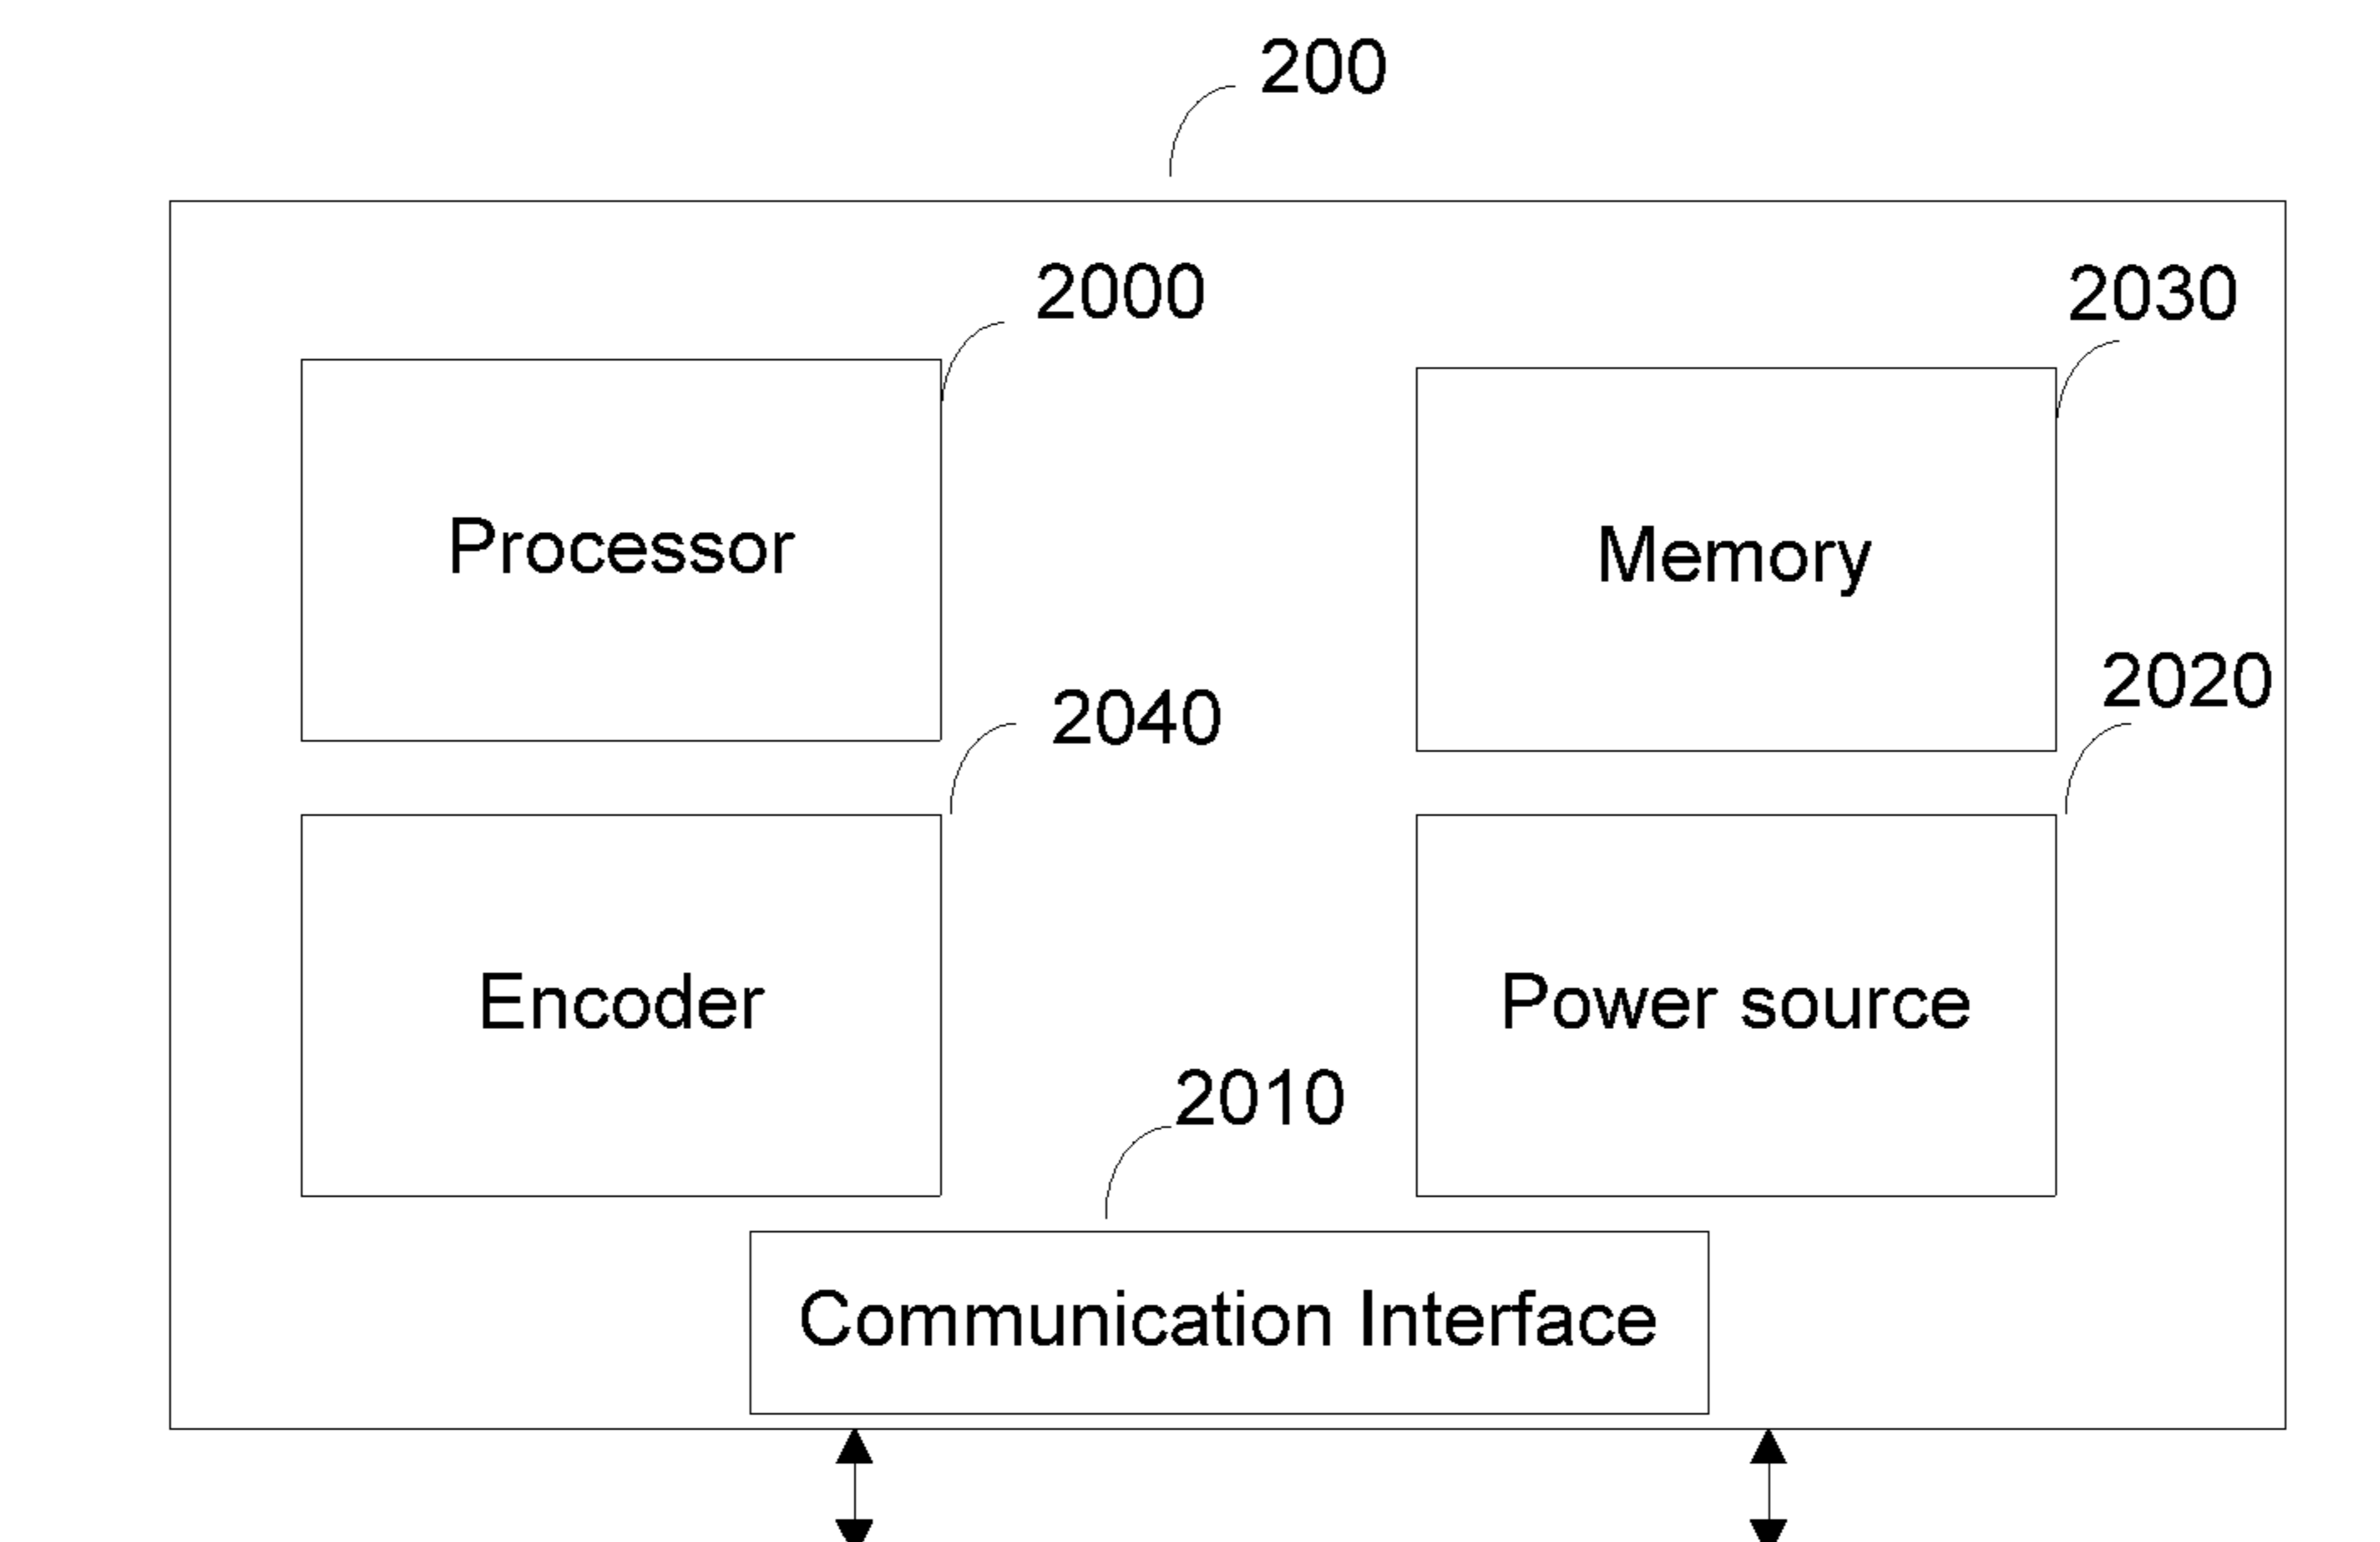 200
2000
2030
Processor
Memory
2040
2020
Encoder
Power source
2010
Communication Interface